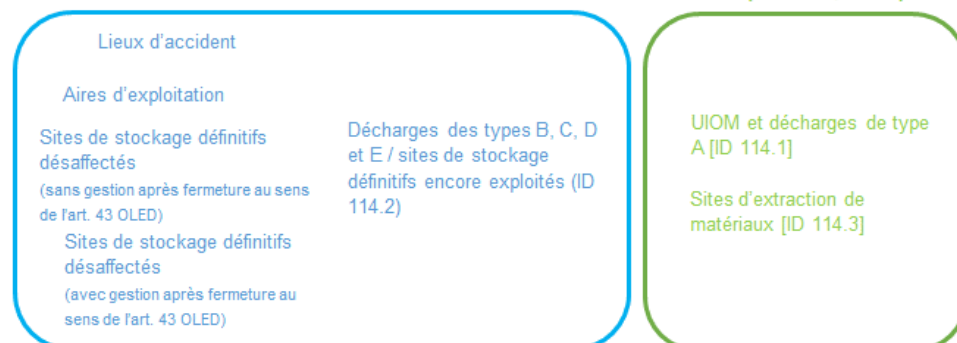 Lieux d'accident
Aires d'exploitation
Sites de stockage définitifs
désaffectés
(sans gestion après fermeture au sens
de l'art. 43 OLED)
Sites de stockage définitifs
désaffectés
(avec gestion après fermeture au
sens de l'art. 43 OLED)
Décharges des types B, C, D
et E / sites de stockage
définitifs encore exploités (ID
114.2)
UIOM et décharges de type
A [ID 114.1]
Sites d'extraction de
matériaux [ID 114.3]